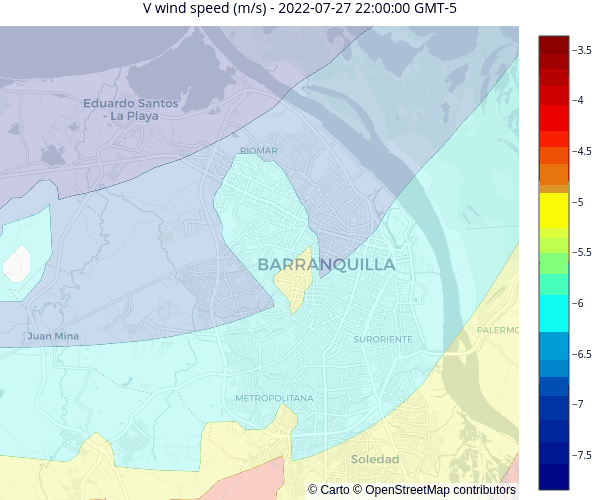 V wind speed (m/s) - 2022-07-27 22:00:00 GMT-5
−3.5
Eduardo Santos
- La Playa
−4
RIOMAR
−4.5
−5
BARRANQUILLA
−5.5
−6
Juan Mina
SURORIENTE
PALERMO
−6.5
METROPOLITANA
−7
Soledad
−7.5
© Carto © OpenStreetMap contributors